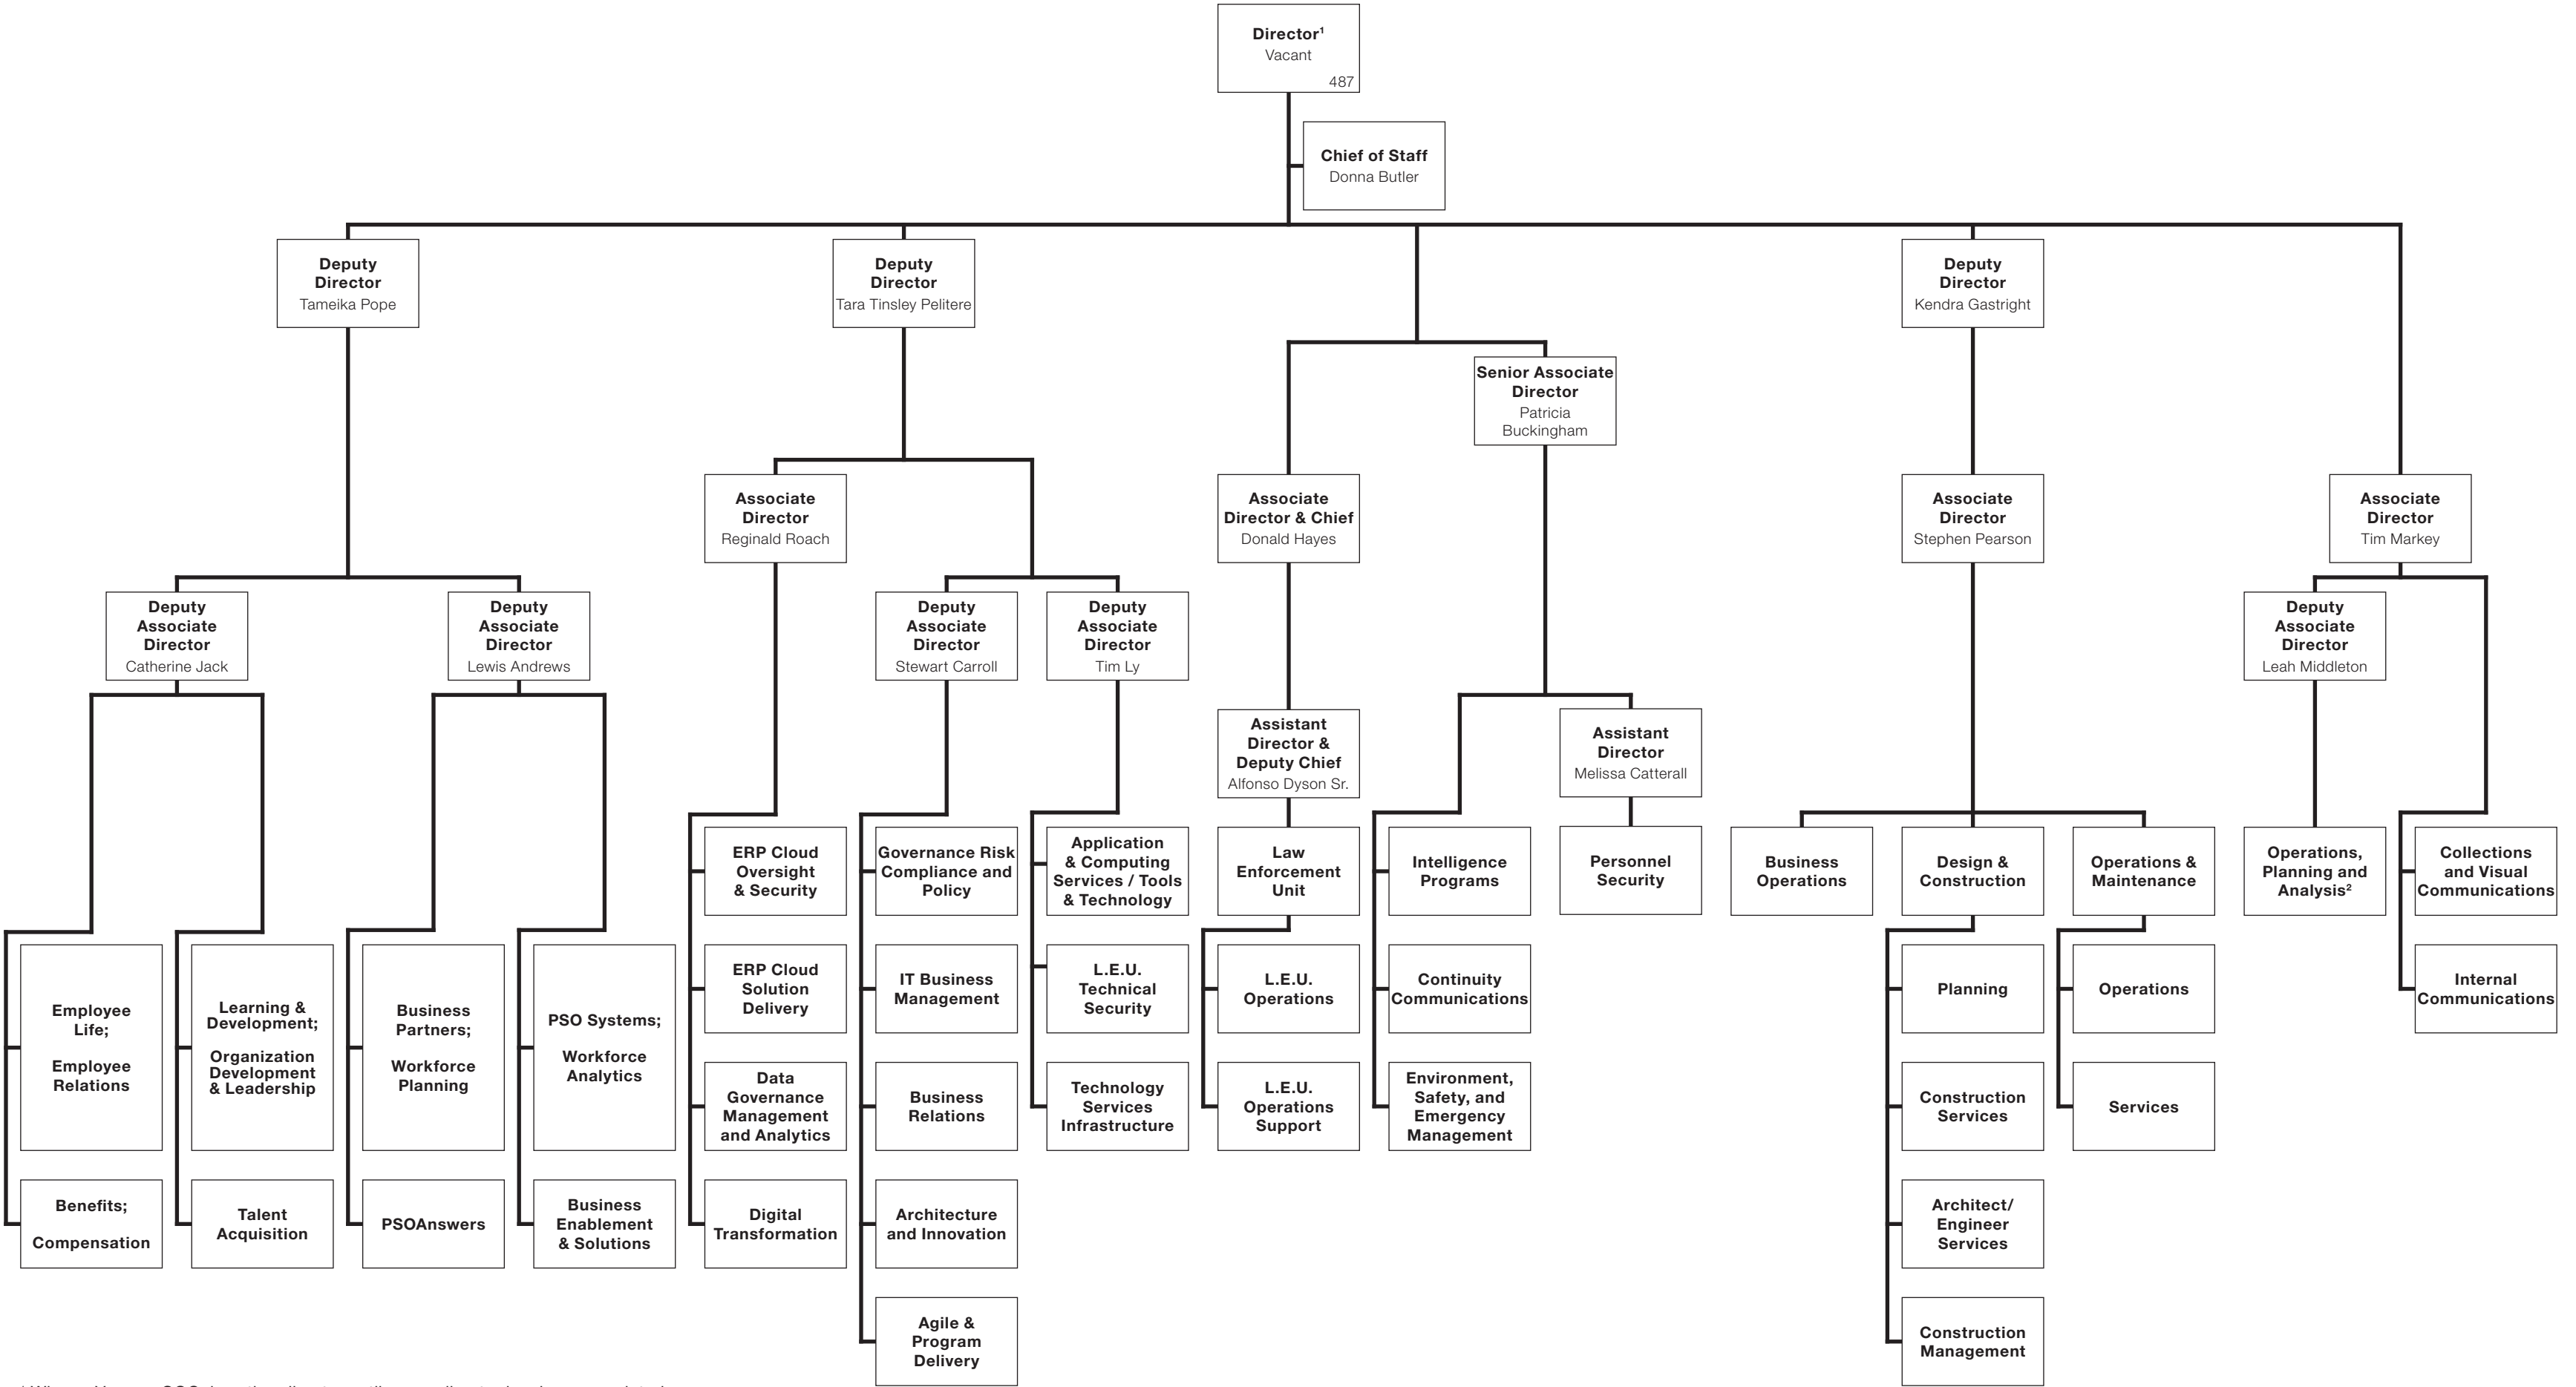 Director¹
Vacant
487
Chief of Staff
Donna Butler
Deputy
Director
Tameika Pope
Deputy
Director
Tara Tinsley Pelitere
Deputy
Director
Kendra Gastright
Senior Associate
Director
Patricia
Buckingham
Associate
Director
Reginald Roach
Associate
Director & Chief
Donald Hayes
Associate
Director
Stephen Pearson
Associate
Director
Tim Markey
Deputy
Associate
Director
Catherine Jack
Deputy
Associate
Director
Lewis Andrews
Deputy
Associate
Director
Stewart Carroll
Deputy
Associate
Director
Tim Ly
Deputy
Associate
Director
Leah Middleton
Assistant
Director &
Deputy Chief
Alfonso Dyson Sr.
Assistant
Director
Melissa Catterall
ERP Cloud
Oversight
& Security
Governance Risk
Compliance and
Policy
Application
& Computing
Services / Tools
& Technology
Law
Enforcement
Unit
Intelligence
Programs
Personnel
Security
Business
Operations
Design &
Construction
Operations &
Maintenance
Operations,
Planning and
Analysis²
Collections
and Visual
Communications
Employee
Life;
Employee
Relations
Learning &
Development;
Organization
Development
& Leadership
Business
Partners;
Workforce
Planning
PSO Systems;
Workforce
Analytics
ERP Cloud
Solution
Delivery
IT Business
Management
L.E.U.
Technical
Security
L.E.U.
Operations
Continuity
Communications
Planning
Operations
Internal
Communications
Data
Governance
Management
and Analytics
Business
Relations
Technology
Services
Infrastructure
L.E.U.
Operations
Support
Environment,
Safety, and
Emergency
Management
Construction
Services
Services
Benefits;
Compensation
Talent
Acquisition
PSOAnswers
Business
Enablement
& Solutions
Digital
Transformation
Architecture
and Innovation
Architect/
Engineer
Services
Agile &
Program
Delivery
Construction
Management